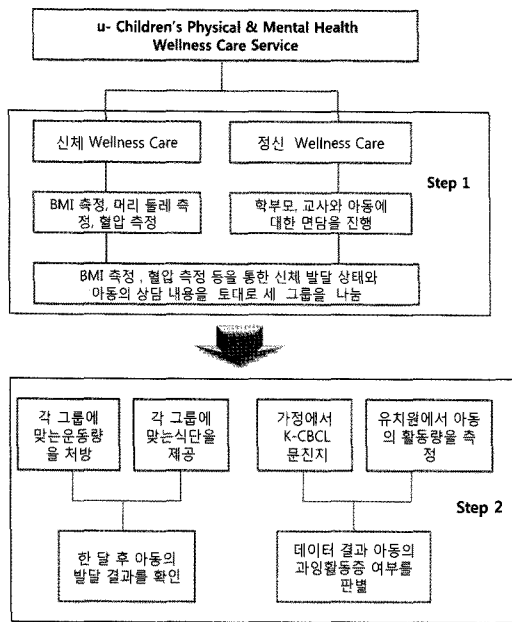 u- Children's Physical & Mental Health
Wellness Care Service
신체 Wellness Care
정신 Wellness Care
Step 1
BMI 측정, 머리 둘레 측
정, 혈압 측정
학부모, 교사와 아동에
대한 면담을 진행
BMI 측정 , 혈압 측정 등을 통한 신체 발달 상태와
아동의 상담 내용을 토대로 세 그룹을 나눔
각 그룹에
맞는운동량
을 처방
각 그룹에
맞는식단을
제공
가정에서
K-CBCL
문진지
유치원에서 아동
의 활동량을 측
정
Step 2
한 달 후 아동의
발달 결과를 확인
데이터 결과 아동의
과잉활동증 여부를
판별